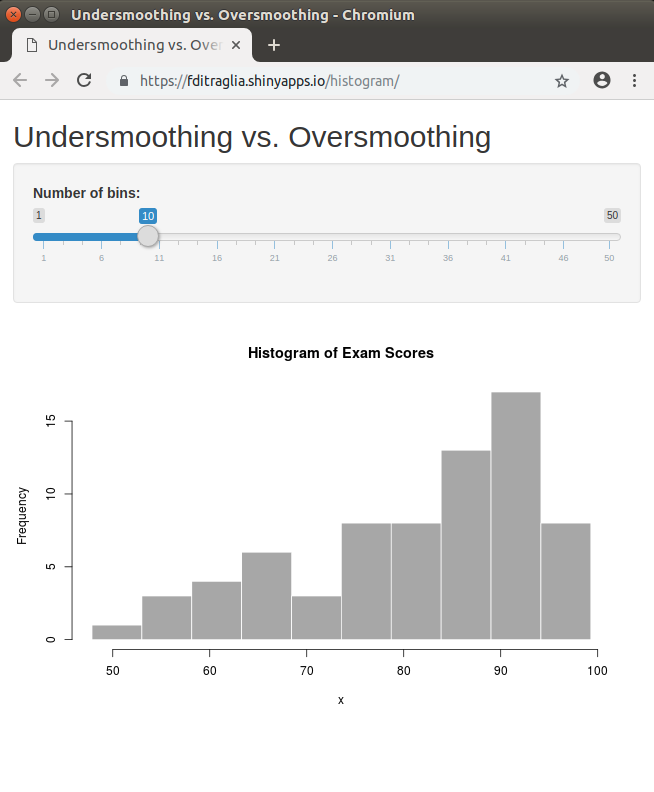 Undersmoothing vs. Oversmoothing - Chromium
Undersmoothing vs. Over
https://fditraglia.shinyapps.io/histogram/
Undersmoothing vs. Oversmoothing
Number of bins:
1 10 50
1 6 11 16 21 26 31 36 41 46 50
Histogram of Exam Scores
Frequency
15
10
5
0
50 60 70 80 90 100
x